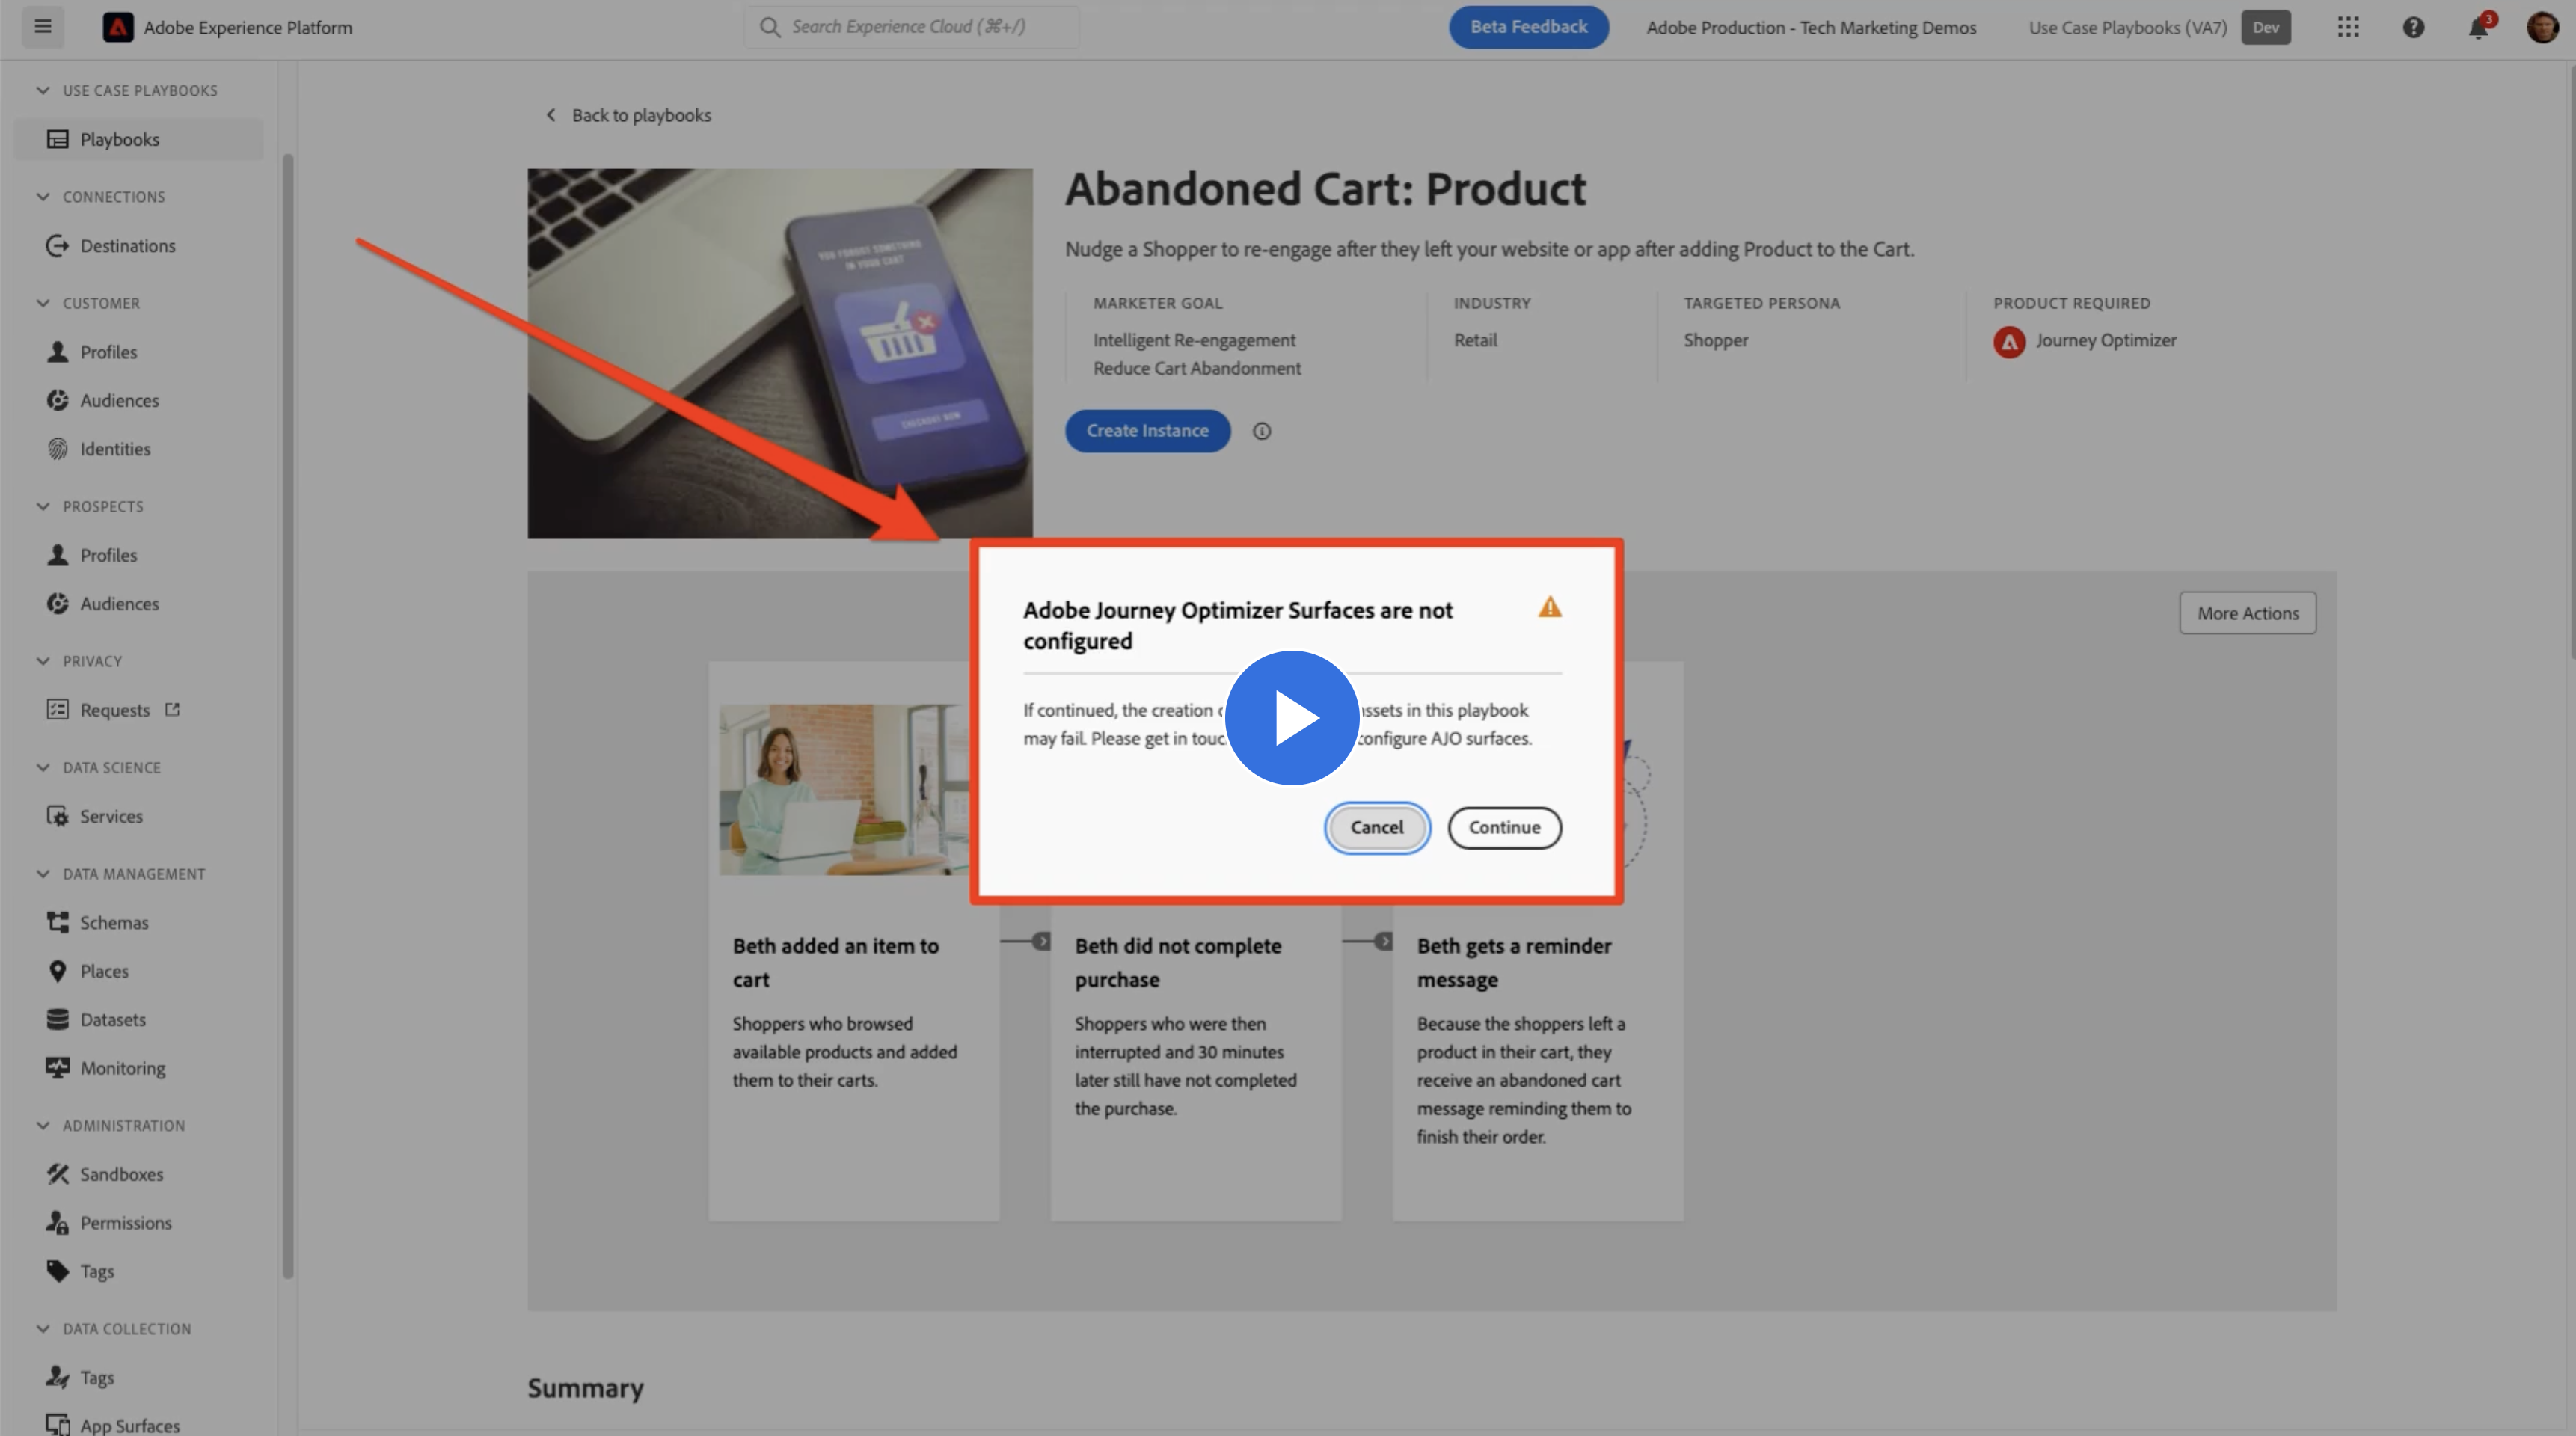 Adobe Experience Platform
Search Experience Cloud (⌘+/)
Beta Feedback
Adobe Production - Tech Marketing Demos
Use Case Playbooks (VA7)
Dev
3
USE CASE PLAYBOOKS
Playbooks
CONNECTIONS
Destinations
CUSTOMER
Profiles
Audiences
Identities
PROSPECTS
Profiles
Audiences
PRIVACY
Requests
DATA SCIENCE
Services
DATA MANAGEMENT
Schemas
Places
Datasets
Monitoring
ADMINISTRATION
Sandboxes
Permissions
Tags
DATA COLLECTION
Tags
App Surfaces
Back to playbooks
YOU FORGOT SOMETHING
IN YOUR CART
CHECKOUT NOW
Abandoned Cart: Product
Nudge a Shopper to re-engage after they left your website or app after adding Product to the Cart.
MARKETER GOAL
Intelligent Re-engagement
Reduce Cart Abandonment
INDUSTRY
Retail
TARGETED PERSONA
Shopper
PRODUCT REQUIRED
Journey Optimizer
Create Instance
More Actions
Adobe Journey Optimizer Surfaces are not
configured
If continued, the creation assets in this playbook
may fail. Please get in configure AJO surfaces.
Cancel
Continue
Beth added an item to
cart
Shoppers who browsed
available products and added
them to their carts.
Beth did not complete
purchase
Shoppers who were then
interrupted and 30 minutes
later still have not completed
the purchase.
Beth gets a reminder
message
Because the shoppers left a
product in their cart, they
receive an abandoned cart
message reminding them to
finish their order.
Summary